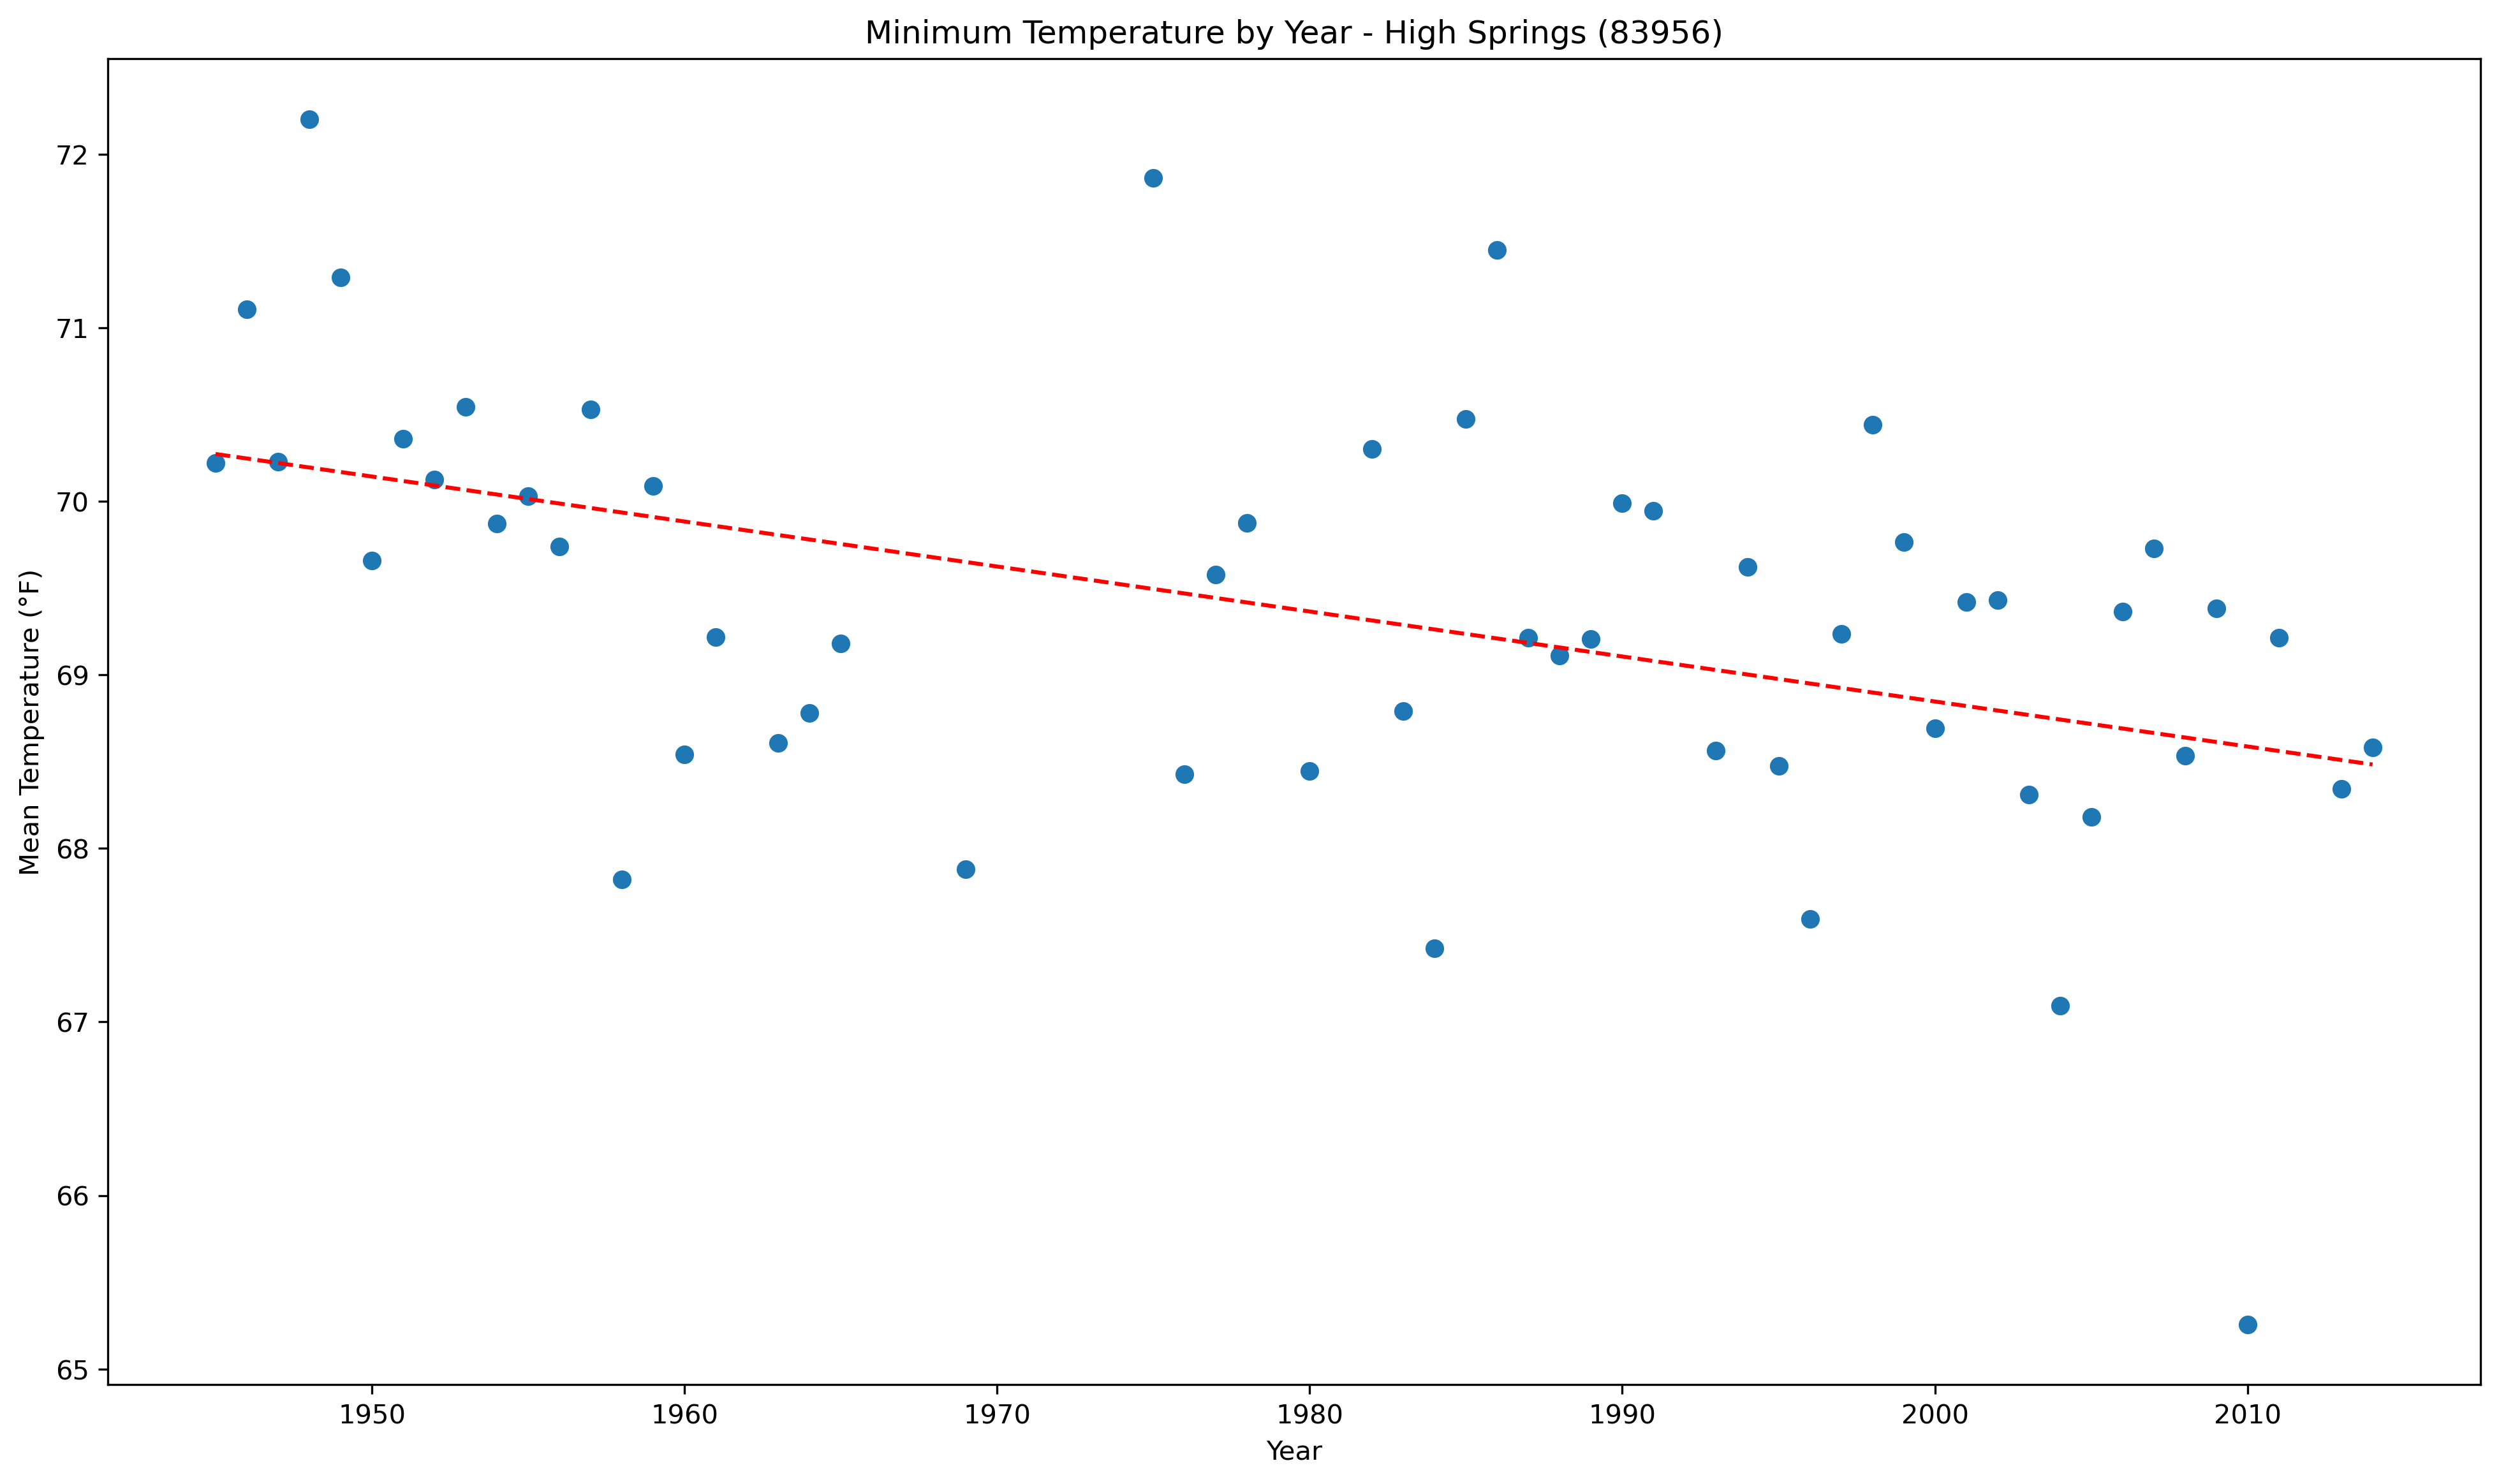 Minimum Temperature by Year - High Springs (83956)
Mean Temperature (°F)
72
71
70
69
68
67
66
65
1950 1960 1970 1980 1990 2000 2010
Year